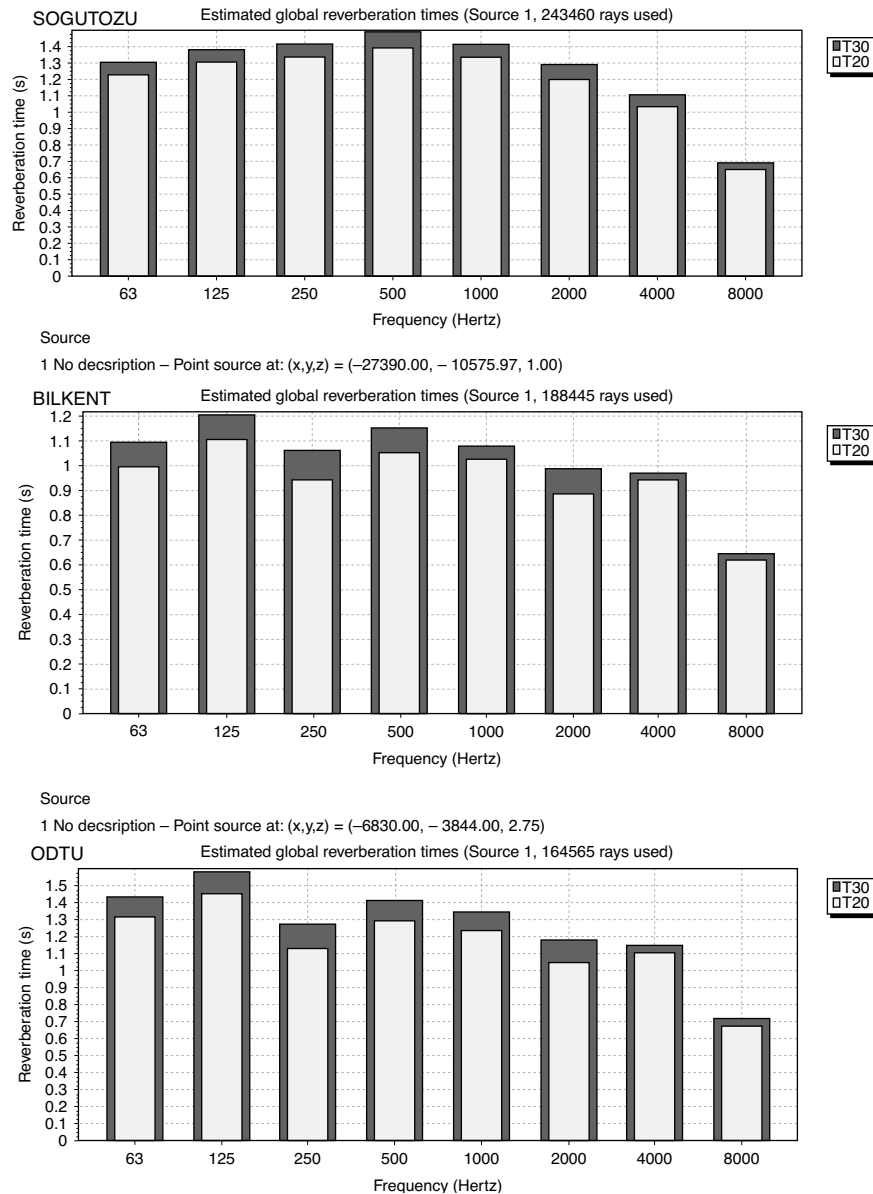 SOGUTOZU
Estimated global reverberation times (Source 1, 243460 rays used)
T30
T20
Reverberation time (s)
1.4
1.3
1.2
1.1
1
0.9
0.8
0.7
0.6
0.5
0.4
0.3
0.2
0.1
0
63 125 250 500 1000 2000 4000 8000
Frequency (Hertz)
Source
1 No decsription – Point source at: (x,y,z) = (–27390.00, – 10575.97, 1.00)
BILKENT
Estimated global reverberation times (Source 1, 188445 rays used)
T30
T20
Reverberation time (s)
1.2
1.1
1
0.9
0.8
0.7
0.6
0.5
0.4
0.3
0.2
0.1
0
63 125 250 500 1000 2000 4000 8000
Frequency (Hertz)
Source
1 No decsription – Point source at: (x,y,z) = (–6830.00, – 3844.00, 2.75)
ODTU
Estimated global reverberation times (Source 1, 164565 rays used)
T30
T20
Reverberation time (s)
1.5
1.4
1.3
1.2
1.1
1
0.9
0.8
0.7
0.6
0.5
0.4
0.3
0.2
0.1
0
63 125 250 500 1000 2000 4000 8000
Frequency (Hertz)